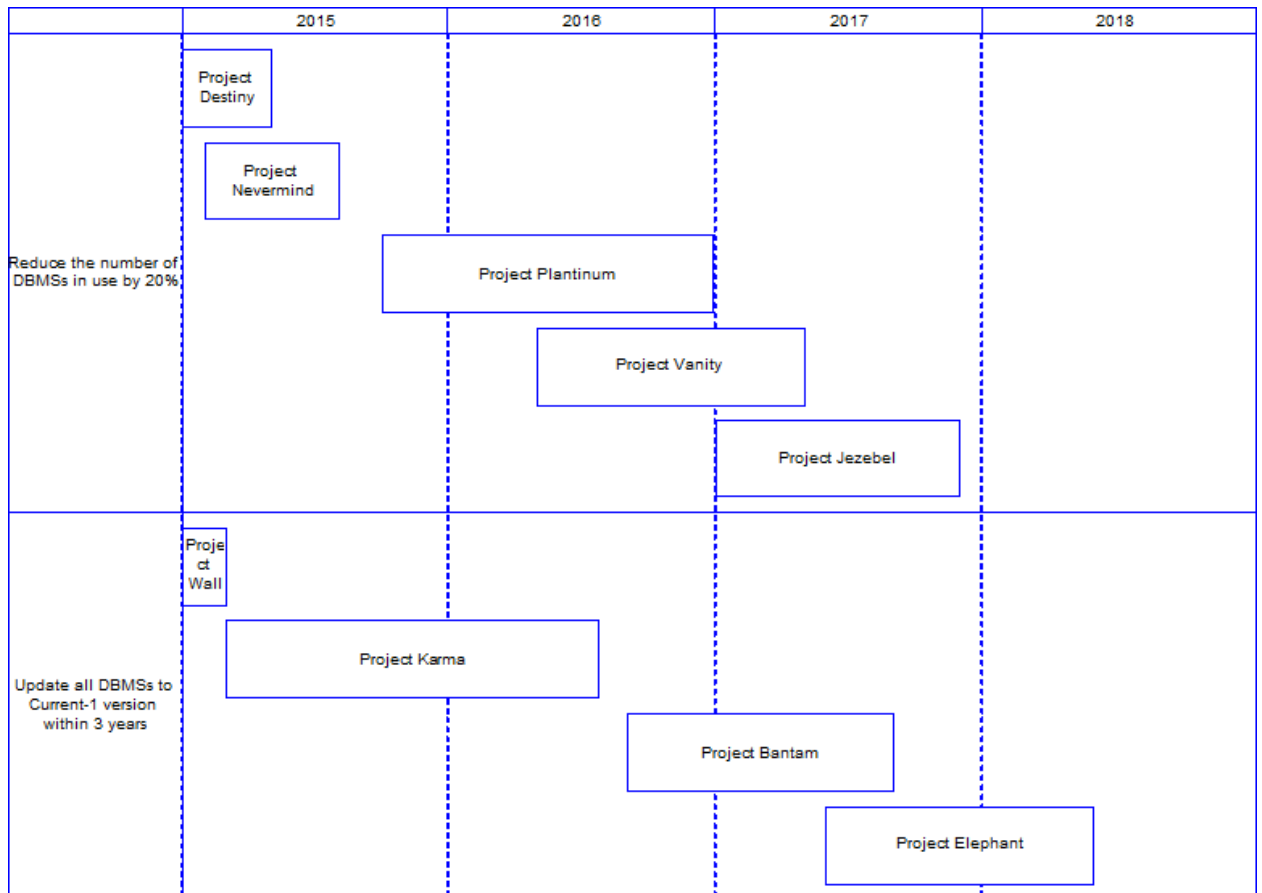 2015
2016
2017
2018
Reduce the number of
DBMSs in use by 20%
Project
Destiny
Project
Nevermind
Project Plantinum
Project Vanity
Project Jezebel
Update all DBMSs to
Current-1 version
within 3 years
Proje
ct
Wall
Project Karma
Project Bantam
Project Elephant